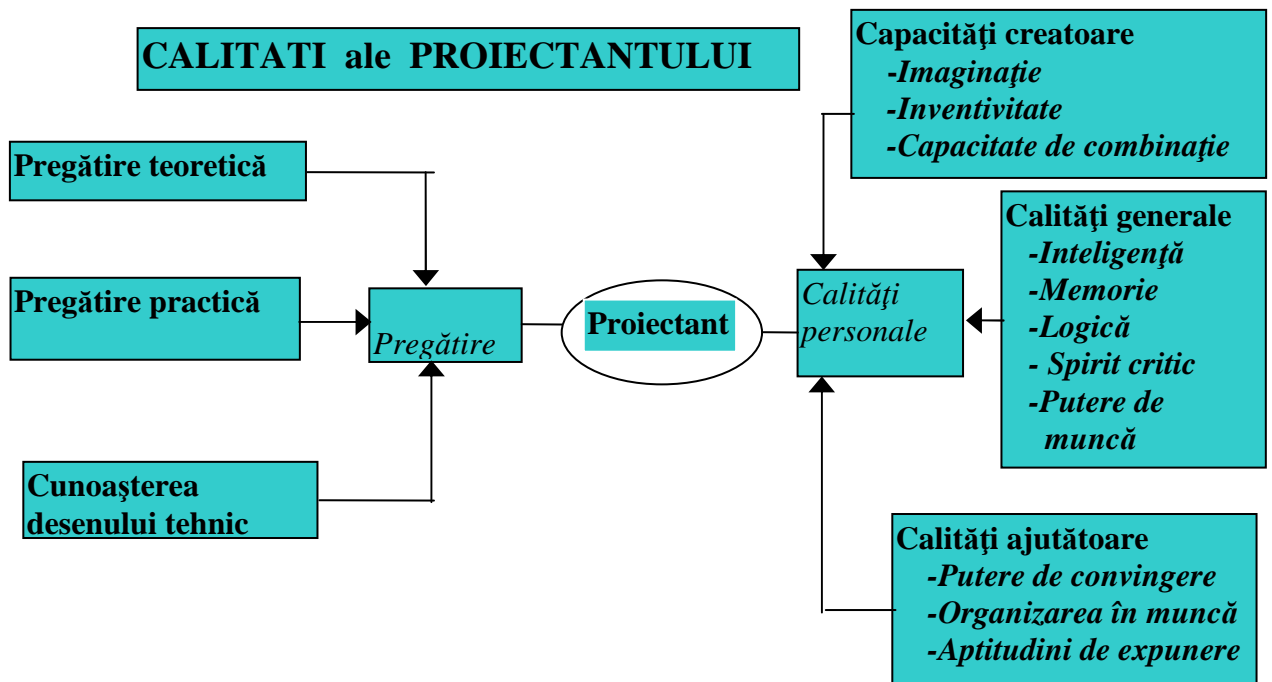 CALITATI ale PROIECTANTULUI
Pregătire teoretică
Pregătire practică
Cunoaşterea
desenului tehnic
Pregătire
Proiectant
Calităţi
personale
Capacităţi creatoare
-Imaginaţie
-Inventivitate
-Capacitate de combinaţie
Calităţi generale
-Inteligenţă
-Memorie
-Logică
- Spirit critic
-Putere de
muncă
Calităţi ajutătoare
-Putere de convingere
-Organizarea în muncă
-Aptitudini de expunere